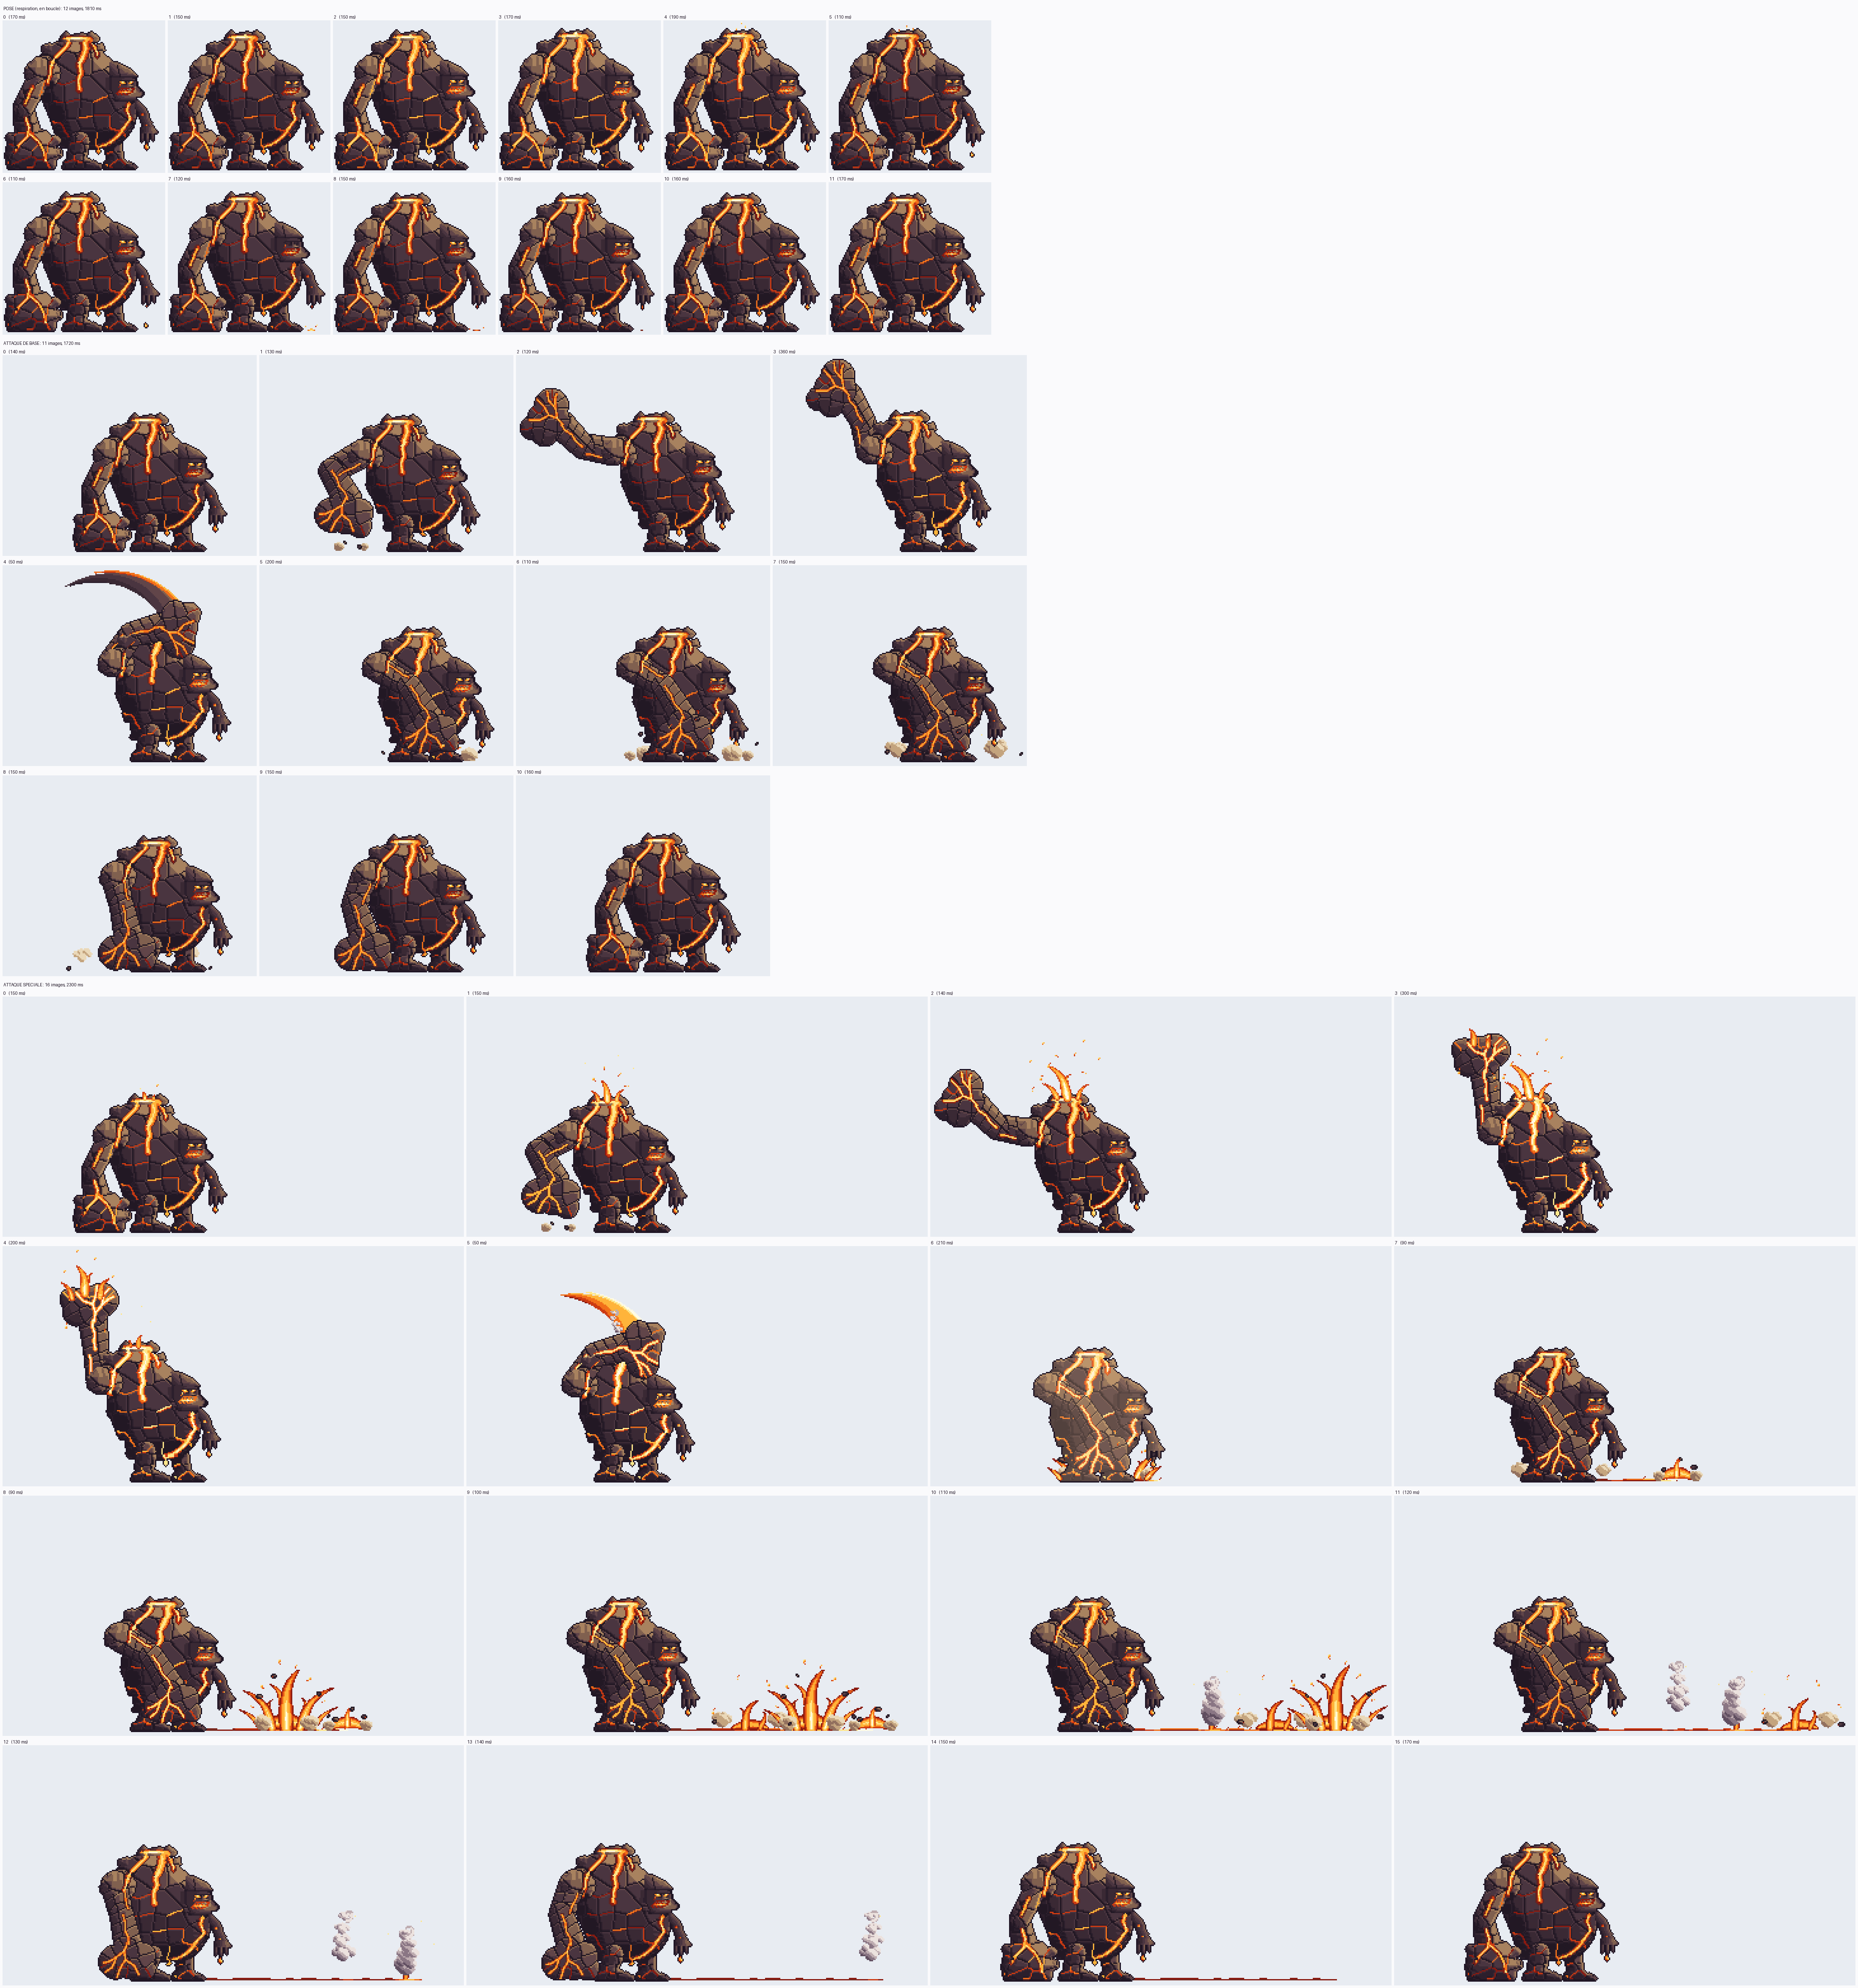 POSE (respiration, en boucle) : 12 images, 1810 ms
0 (170 ms)
1 (150 ms)
2 (150 ms)
3 (170 ms)
4 (190 ms)
5 (110 ms)
6 (110 ms)
7 (120 ms)
8 (150 ms)
9 (160 ms)
10 (160 ms)
11 (170 ms)
ATTAQUE DE BASE : 11 images, 1720 ms
0 (140 ms)
1 (130 ms)
2 (120 ms)
3 (360 ms)
4 (50 ms)
5 (200 ms)
6 (110 ms)
7 (150 ms)
8 (150 ms)
9 (150 ms)
10 (160 ms)
ATTAQUE SPECIALE : 16 images, 2300 ms
0 (150 ms)
1 (150 ms)
2 (140 ms)
3 (300 ms)
4 (200 ms)
5 (50 ms)
6 (210 ms)
7 (90 ms)
8 (90 ms)
9 (100 ms)
10 (110 ms)
11 (120 ms)
12 (130 ms)
13 (140 ms)
14 (150 ms)
15 (170 ms)